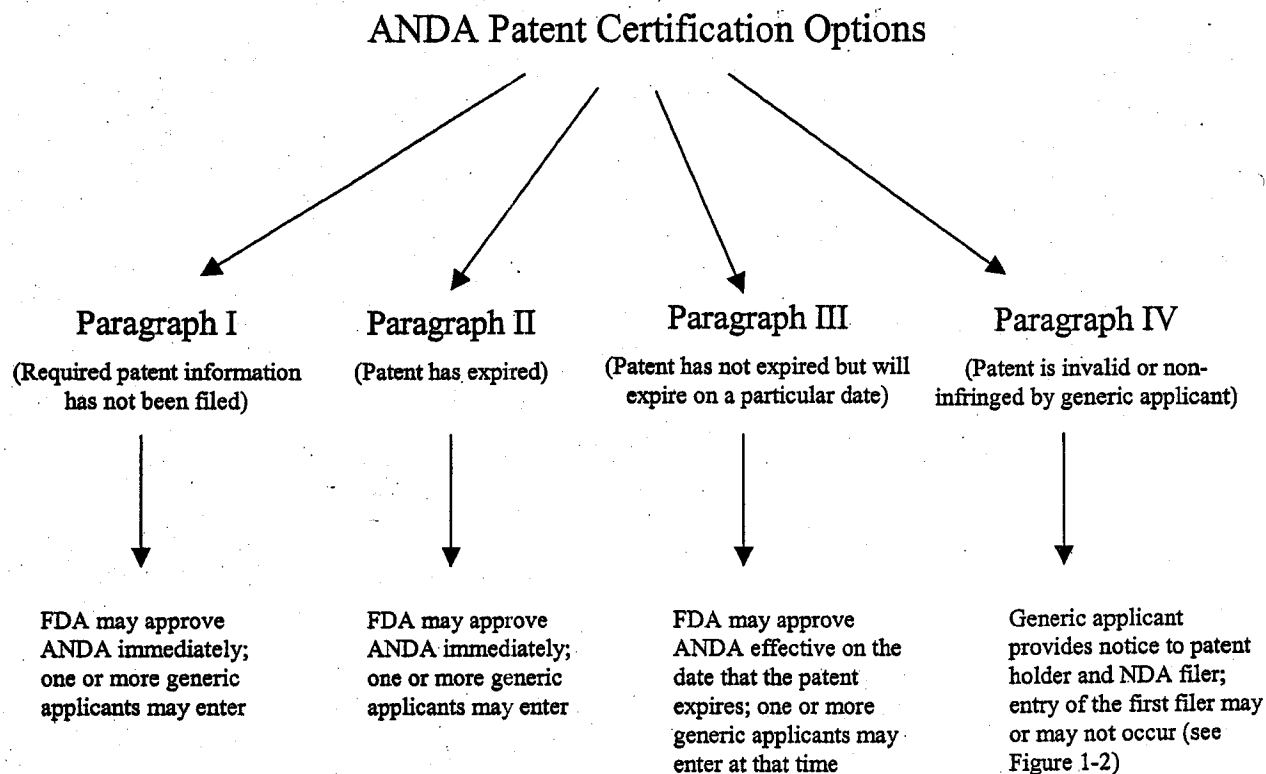 ANDA Patent Certification Options
Paragraph I
(Required patent information
has not been filed)
FDA may approve
ANDA immediately;
one or more generic
applicants may enter
Paragraph II
(Patent has expired)
FDA may approve
ANDA immediately;
one or more generic
applicants may enter
Paragraph III
(Patent has not expired but will
expire on a particular date)
FDA may approve
ANDA effective on the
date that the patent
expires; one or more
generic applicants may
enter at that time
Paragraph IV
(Patent is invalid or non-
infringed by generic applicant)
Generic applicant
provides notice to patent
holder and NDA filer;
entry of the first filer may
or may not occur (see
Figure 1-2)